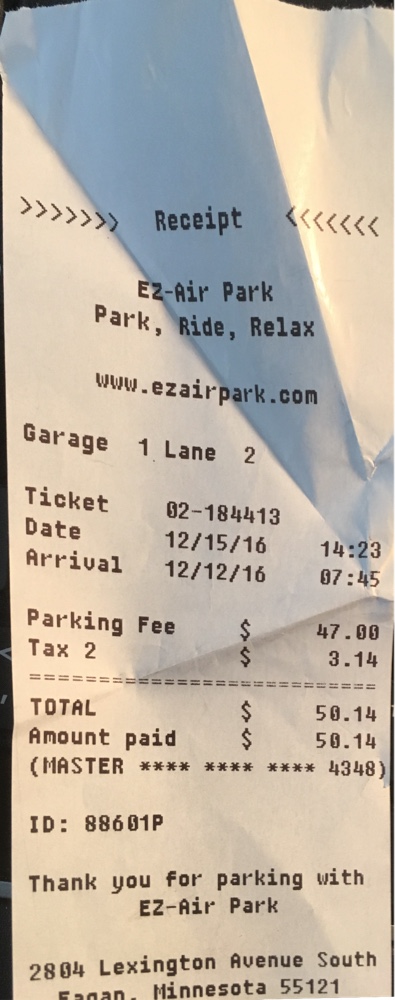 >>>>>>> Receipt <<<<<<<
EZ-Air Park
Park, Ride, Relax
www.ezairpark.com
Garage 1 Lane 2
Ticket 02-184413
Date 12/15/16 14:23
Arrival 12/12/16 07:45
Parking Fee $ 47.00
Tax 2 $ 3.14
===========================
TOTAL $ 50.14
Amount paid $ 50.14
(MASTER **** **** **** 4348)
ID: 88601P
Thank you for parking with
EZ-Air Park
2804 Lexington Avenue South
Eagan, Minnesota 55121